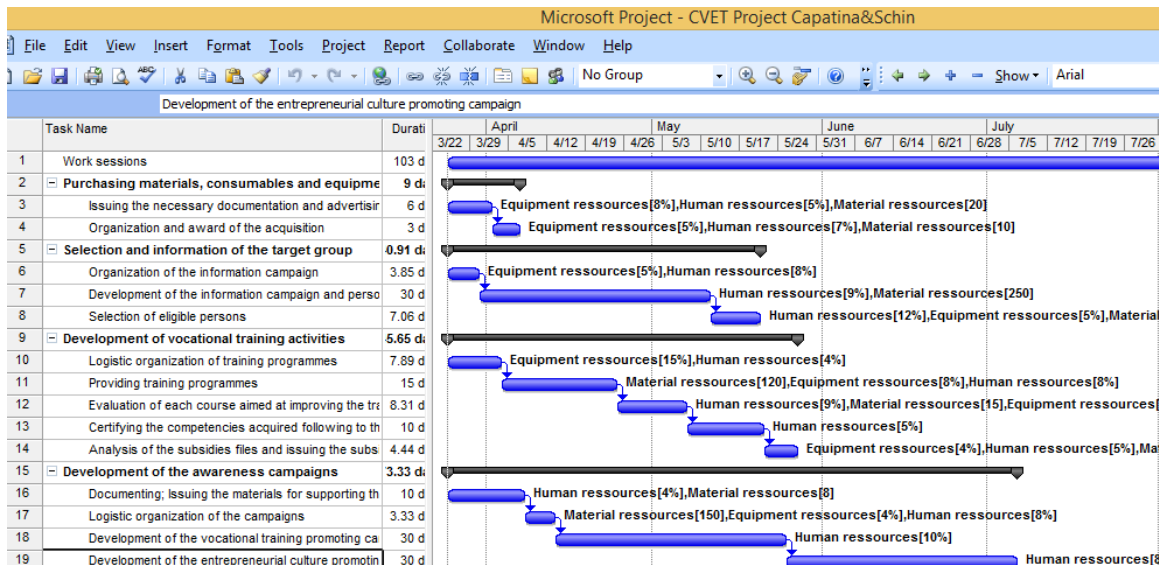 Microsoft Project - CVET Project Capatina&Schin
File Edit View Insert Format Tools Project Report Collaborate Window Help
No Group Show Arial
Development of the entrepreneurial culture promoting campaign
Task Name Durati April May June July
3/22 3/29 4/5 4/12 4/19 4/26 5/3 5/10 5/17 5/24 5/31 6/7 6/14 6/21 6/28 7/5 7/12 7/19 7/26
1 Work sessions 103 d
2 Purchasing materials, consumables and equipme 9 da
3 Issuing the necessary documentation and advertisir 6 d Equipment ressources[8%],Human ressources[5%],Material ressources[20]
4 Organization and award of the acquisition 3 d Equipment ressources[5%],Human ressources[7%],Material ressources[10]
5 Selection and information of the target group 0.91 da
6 Organization of the information campaign 3.85 d Equipment ressources[5%],Human ressources[8%]
7 Development of the information campaign and perso 30 d Human ressources[9%],Material ressources[250]
8 Selection of eligible persons 7.06 d Human ressources[12%],Equipment ressources[5%],Material
9 Development of vocational training activities 5.65 da
10 Logistic organization of training programmes 7.89 d Equipment ressources[15%],Human ressources[4%]
11 Providing training programmes 15 d Material ressources[120],Equipment ressources[8%],Human ressources[8%]
12 Evaluation of each course aimed at improving the tra 8.31 d Human ressources[9%],Material ressources[15],Equipment ressources[
13 Certifying the competencies acquired following to th 10 d Human ressources[5%]
14 Analysis of the subsidies files and issuing the subs 4.44 d Equipment ressources[4%],Human ressources[5%],Ma
15 Development of the awareness campaigns 3.33 da
16 Documenting; Issuing the materials for supporting th 10 d Human ressources[4%],Material ressources[8]
17 Logistic organization of the campaigns 3.33 d Material ressources[150],Equipment ressources[4%],Human ressources[8%]
18 Development of the vocational training promoting ca 30 d Human ressources[10%]
19 Development of the entrepreneurial culture promotin 30 d Human ressources[8